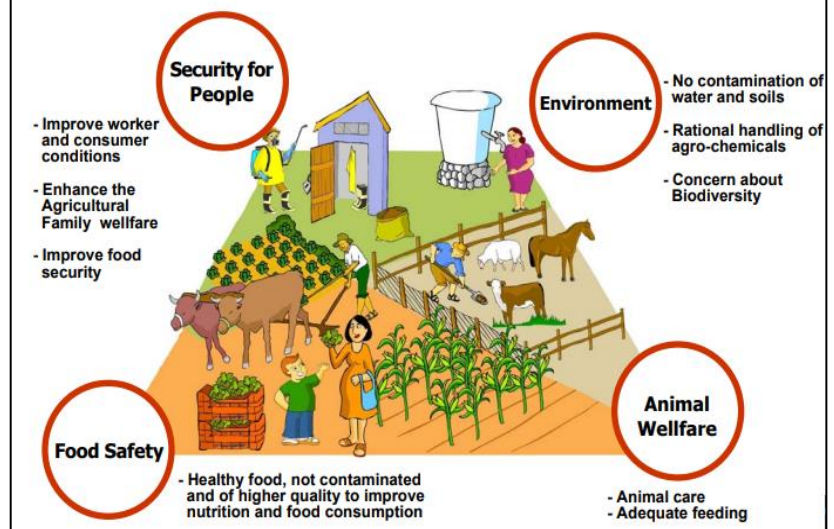 Security for
People
- Improve worker
and consumer
conditions
- Enhance the
Agricultural
Family wellfare
- Improve food
security
Environment
- No contamination of
water and soils
- Rational handling of
agro-chemicals
- Concern about
Biodiversity
Food Safety
- Healthy food, not contaminated
and of higher quality to improve
nutrition and food consumption
Animal
Wellfare
- Animal care
- Adequate feeding